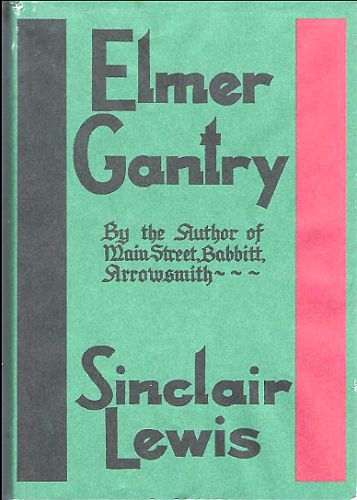 Elmer
Gantry
By the Author of
Main Street, Babbitt,
Arrowsmith~ ~ ~
Sinclair
Lewis